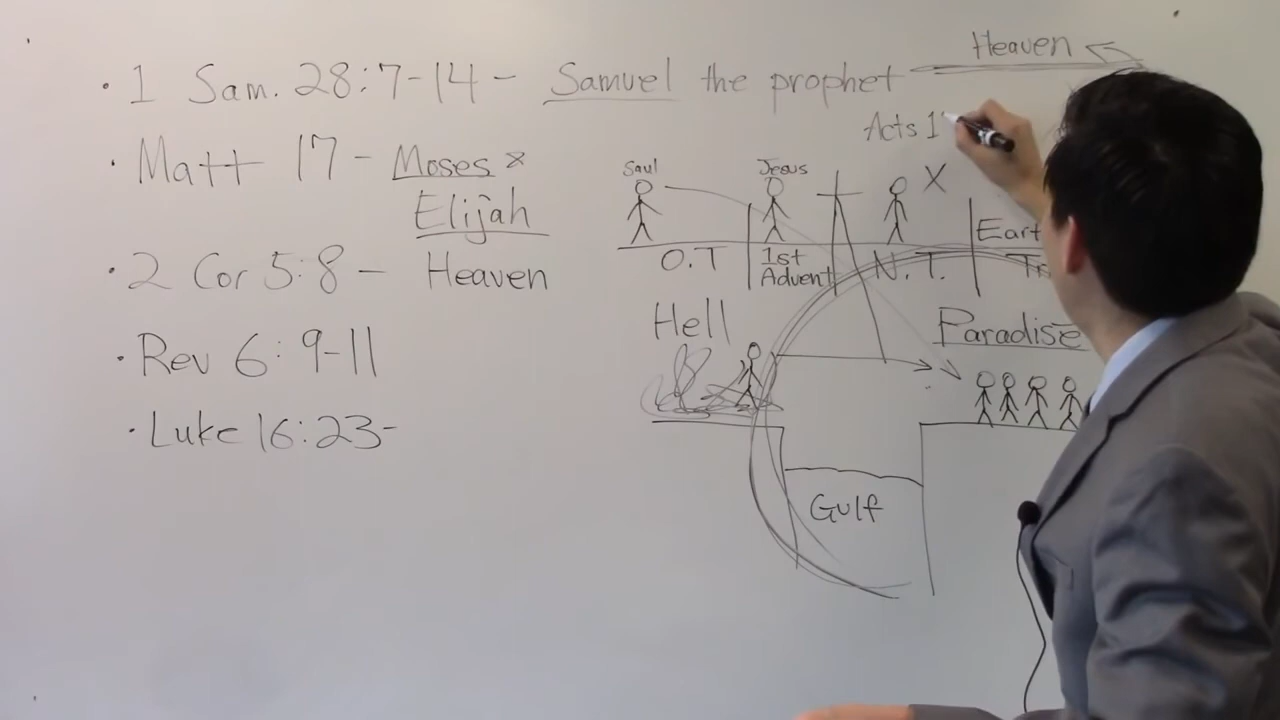 • 1 Sam. 28:7-14 - Samuel the prophet
Heaven
Acts 1
• Matt 17 - Moses &
Elijah
• 2 Cor 5:8 - Heaven
• Rev 6:9-11
• Luke 16:23-
Saul
Jesus
X
O.T
1st
Advent
N.T.
Hell
Paradise
Gulf